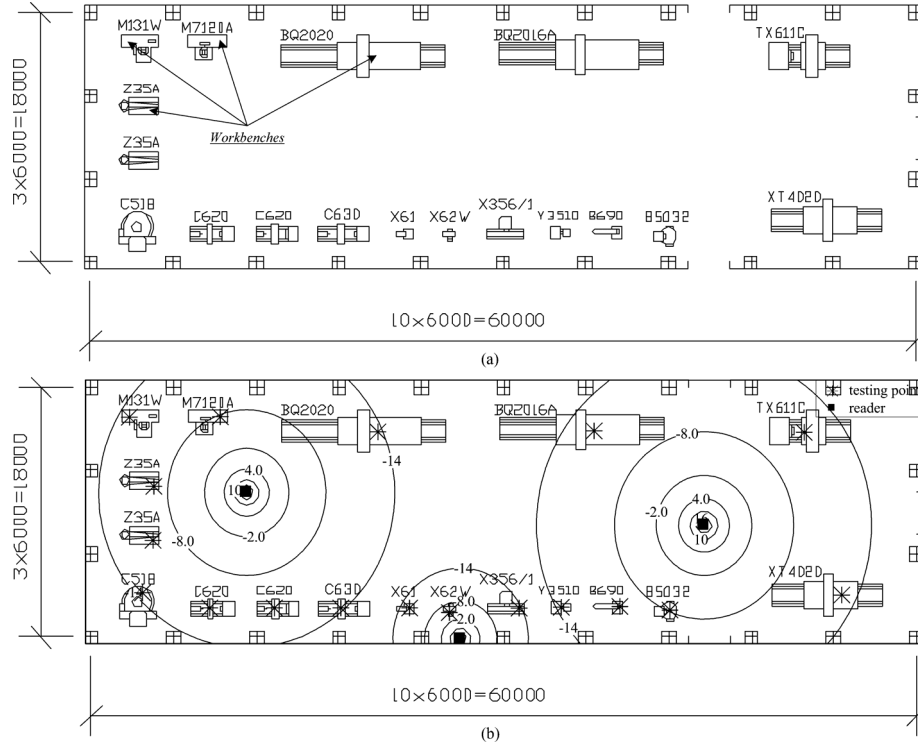 M131W M7120A BQ2020 BQ2016A TX611C
Z35A
Workbenches
Z35A
3×6000=18000
C518 C620 C620 C630 X61 X62W X356/1 Y3510 B690 B5032 XT4020
10×6000=60000
(a)
testing point
reader
M131W M7120A BQ2020 BQ2016A TX611C
-14 -8.0
Z35A 4.0 4.0
10 -2.0
-2.0 10
Z35A -8.0
3×6000=18000
-14 XT4020
C518 C620 C620 C630 X61 X62W X356/1 Y3510 B690 B5032
-8.0
-2.0 -14
10×6000=60000
(b)